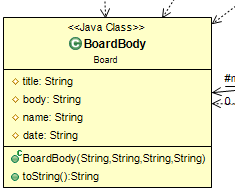 <<Java Class>>
BoardBody
Board
title: String
body: String
name: String
date: String
BoardBody(String,String,String,String)
toString():String
0